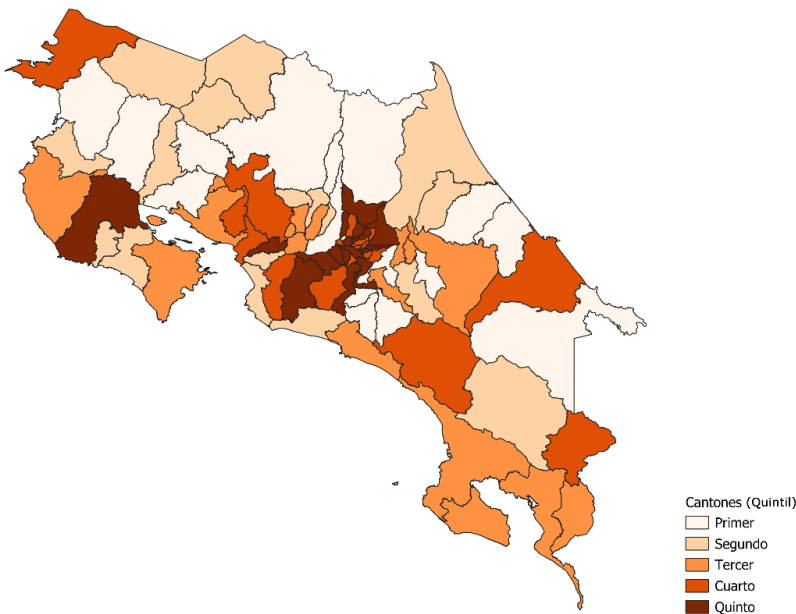 Cantones (Quintil)
Primer
Segundo
Tercer
Cuarto
Quinto